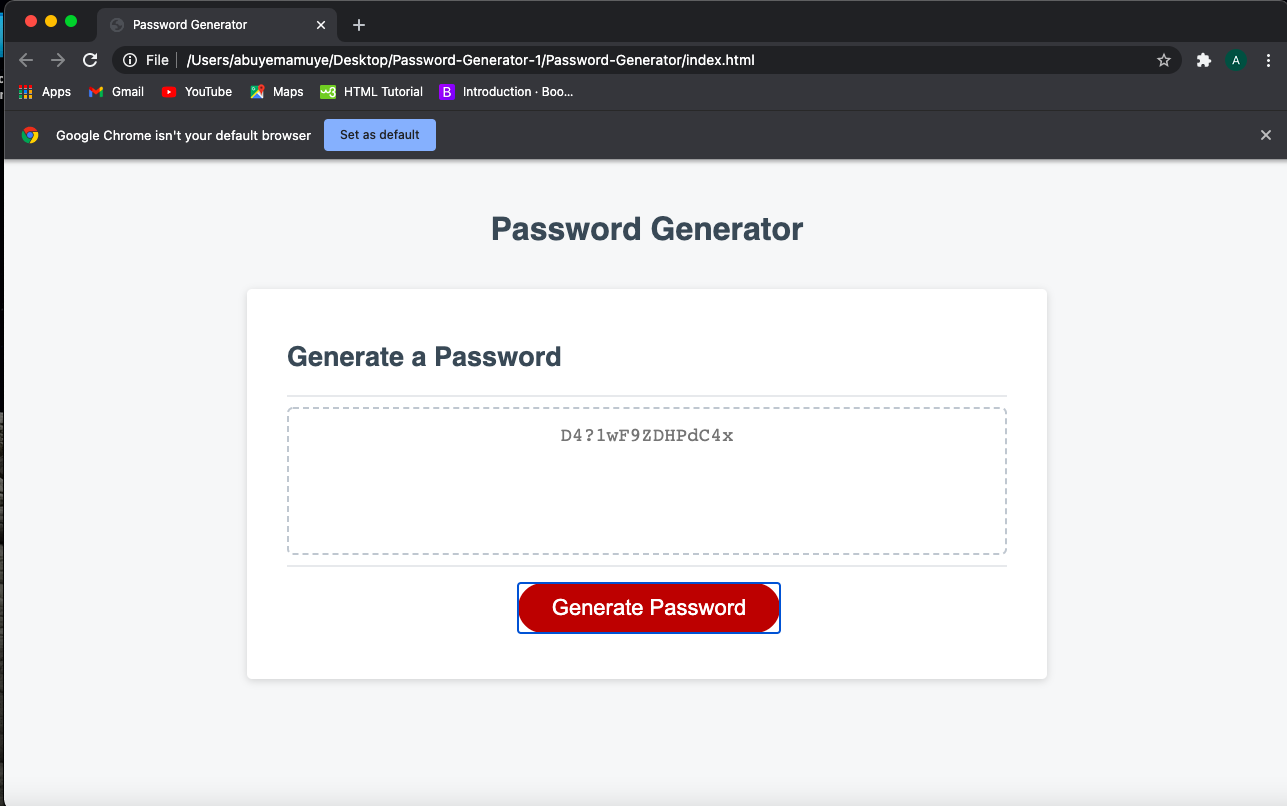 Password Generator
File /Users/abuyemamuye/Desktop/Password-Generator-1/Password-Generator/index.html A
Apps Gmail YouTube Maps HTML Tutorial B Introduction · Boo...
Google Chrome isn't your default browser Set as default
Password Generator
Generate a Password
D4?1wF9ZDHPdC4x
Generate Password